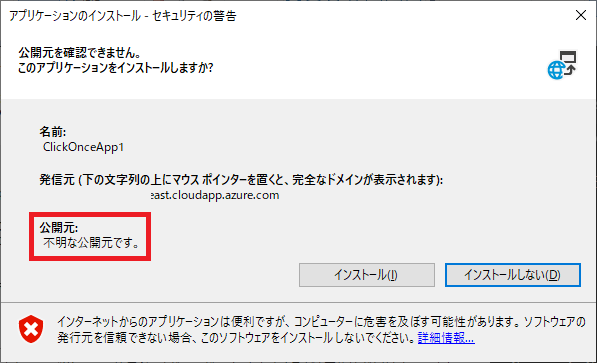 アプリケーションのインストール - セキュリティの警告
公開元を確認できません。
このアプリケーションをインストールしますか?
名前:
ClickOnceApp1
発信元 (下の文字列の上にマウス ポインターを置くと、完全なドメインが表示されます):
east.cloudapp.azure.com
公開元:
不明な公開元です。
インストール(I)
インストールしない(D)
インターネットからのアプリケーションは便利ですが、コンピューターに危害を及ぼす可能性があります。ソフトウェアの
発行元を信頼できない場合、このソフトウェアをインストールしないでください。詳細情報...